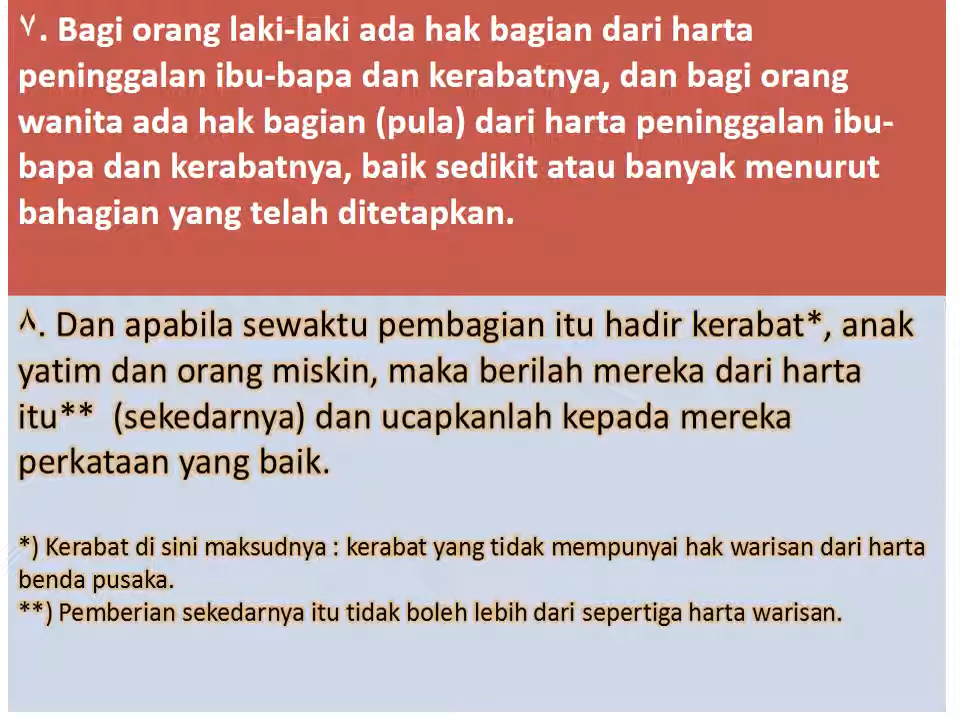 ٧. Bagi orang laki-laki ada hak bagian dari harta
peninggalan ibu-bapa dan kerabatnya, dan bagi orang
wanita ada hak bagian (pula) dari harta peninggalan ibu-
bapa dan kerabatnya, baik sedikit atau banyak menurut
bahagian yang telah ditetapkan.
٨. Dan apabila sewaktu pembagian itu hadir kerabat*, anak
yatim dan orang miskin, maka berilah mereka dari harta
itu** (sekedarnya) dan ucapkanlah kepada mereka
perkataan yang baik.
*) Kerabat di sini maksudnya : kerabat yang tidak mempunyai hak warisan dari harta
benda pusaka.
**) Pemberian sekedarnya itu tidak boleh lebih dari sepertiga harta warisan.